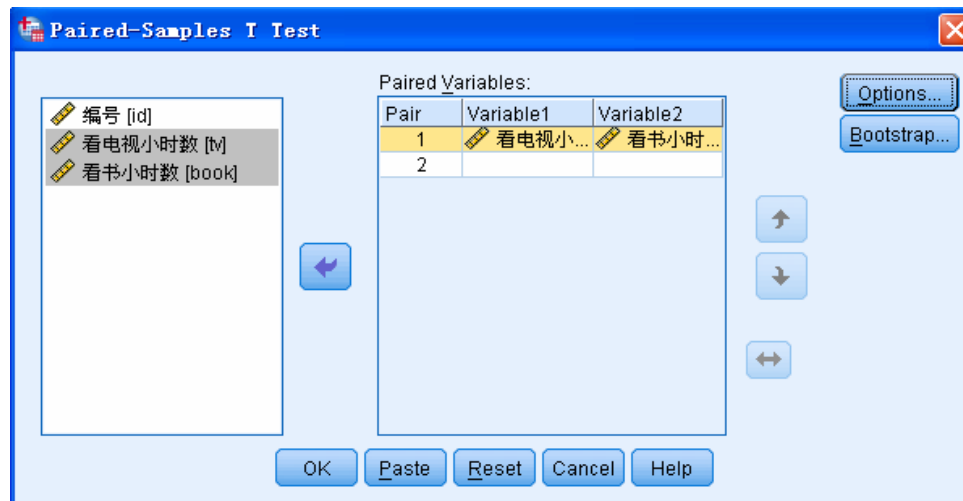 Paired-Samples T Test
Paired Variables:
编号 [id]
看电视小时数 [tv]
看书小时数 [book]
Pair Variable1 Variable2
1 看电视小... 看书小时...
2
Options...
Bootstrap...
OK Paste Reset Cancel Help